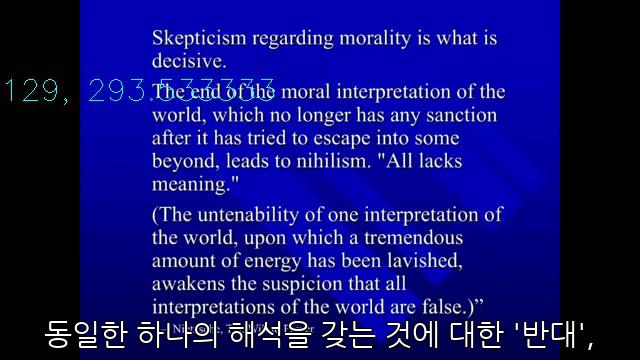 Skepticism regarding morality is what is
decisive.
129, 293.533333
The end of the moral interpretation of the
world, which no longer has any sanction
after it has tried to escape into some
beyond, leads to nihilism. "All lacks
meaning."
(The untenability of one interpretation of
the world, upon which a tremendous
amount of energy has been lavished,
awakens the suspicion that all
interpretations of the world are false.)”
동일한 하나의 해석들 갖는 것에 대한 '반대',